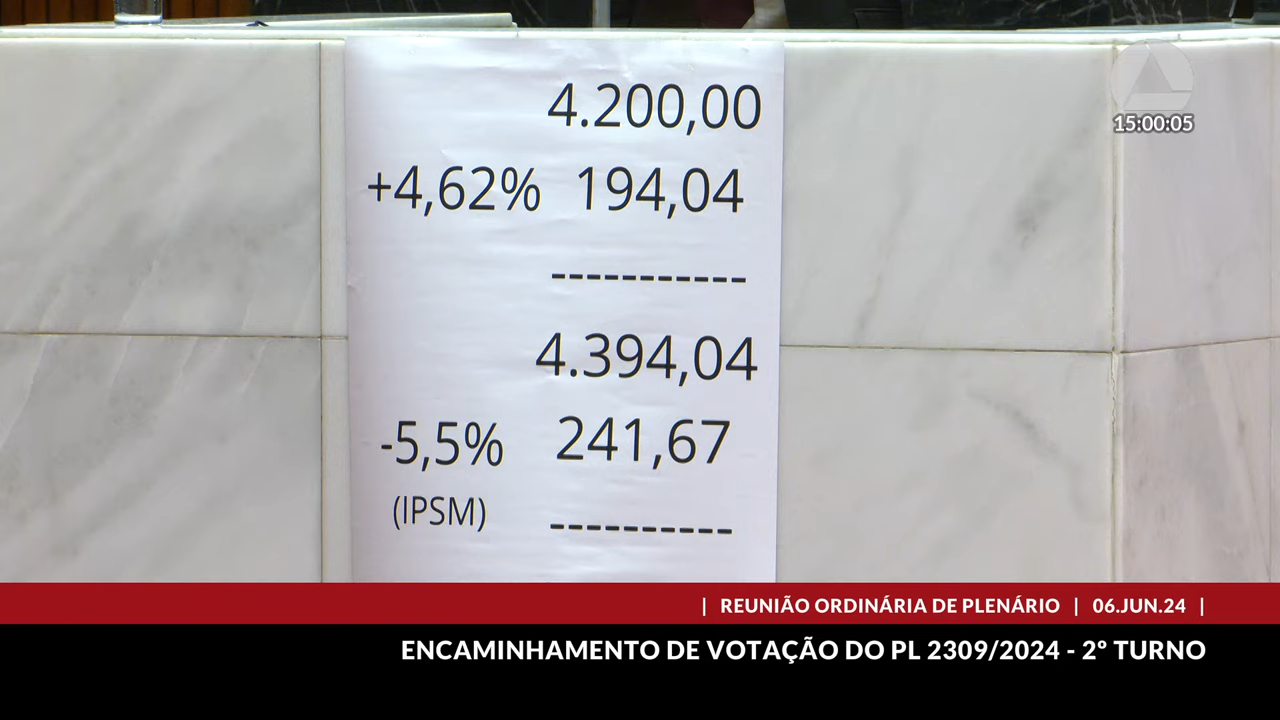 4.200,00
+4,62% 194,04
-----------
4.394,04
-5,5% 241,67
(IPSM) ----------
15:00:05
| REUNIÃO ORDINÁRIA DE PLENÁRIO | 06.JUN.24 |
ENCAMINHAMENTO DE VOTAÇÃO DO PL 2309/2024 - 2º TURNO